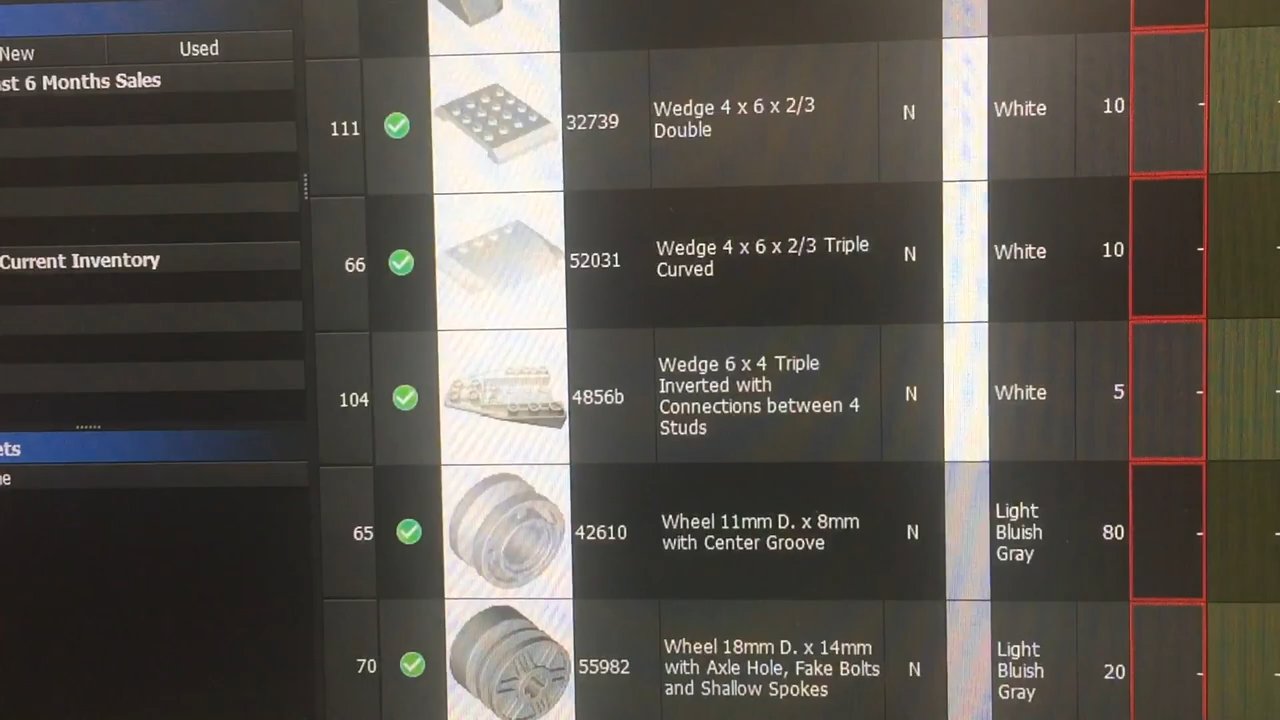 New
Used
ast 6 Months Sales
Current Inventory
ets
e
111
32739
Wedge 4 x 6 x 2/3
Double
N
White
10
-
66
52031
Wedge 4 x 6 x 2/3 Triple
Curved
N
White
10
-
104
4856b
Wedge 6 x 4 Triple
Inverted with
Connections between 4
Studs
N
White
5
-
65
42610
Wheel 11mm D. x 8mm
with Center Groove
N
Light
Bluish
Gray
80
-
70
55982
Wheel 18mm D. x 14mm
with Axle Hole, Fake Bolts
and Shallow Spokes
N
Light
Bluish
Gray
20
-